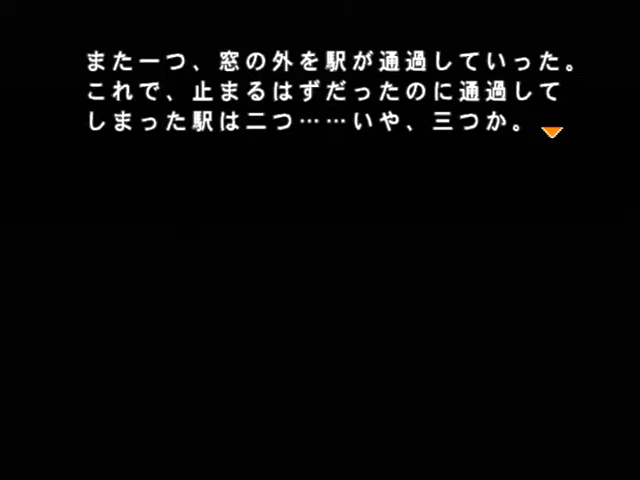 また一つ、窓の外を駅が通過していった。
これで、止まるはずだったのに通過して
しまった駅は二つ……いや、三つか。